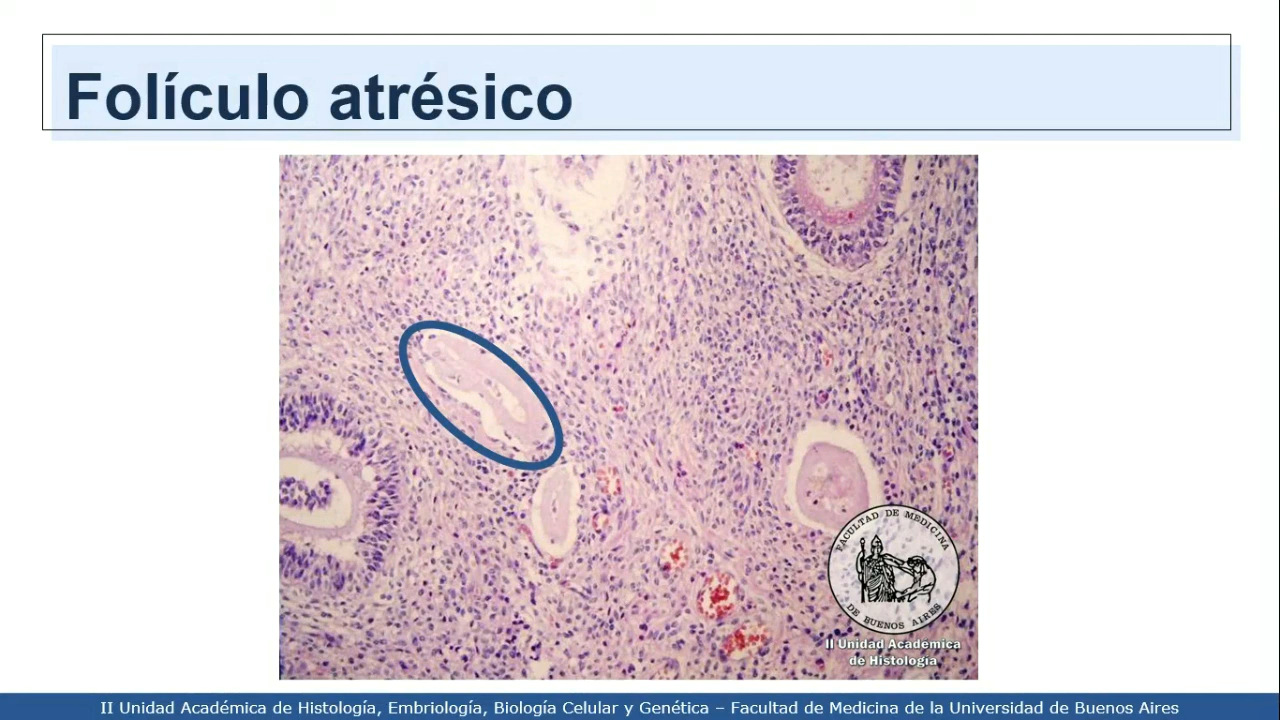 Folículo atrésico
FACULTAD DE MEDICINA
DE BUENOS AIRES
II Unidad Académica
de Histología
II Unidad Académica de Histología, Embriología, Biología Celular y Genética – Facultad de Medicina de la Universidad de Buenos Aires